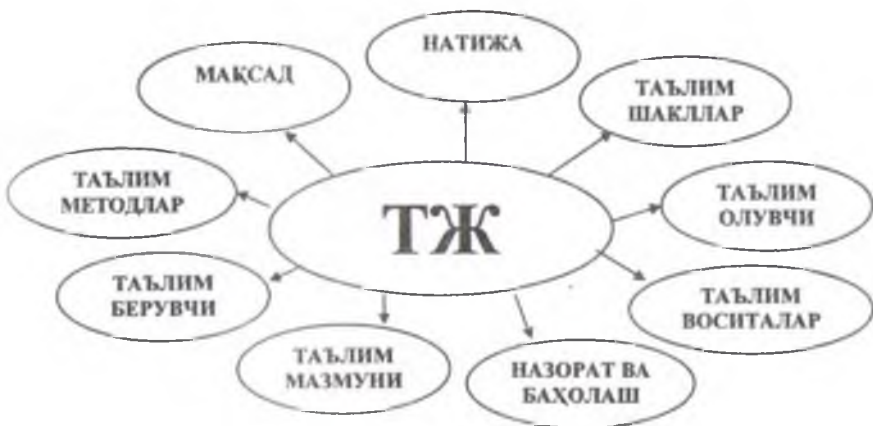 НАТИЖА
МАҚСАД
ТАЪЛИМ
ШАКЛЛАР
ТАЪЛИМ
МЕТОДЛАР
ТЖ
ТАЪЛИМ
ОЛУВЧИ
ТАЪЛИМ
БЕРУВЧИ
ТАЪЛИМ
ВОСИТАЛАР
ТАЪЛИМ
МАЗМУНИ
НАЗОРАТ ВА
БАҲОЛАШ